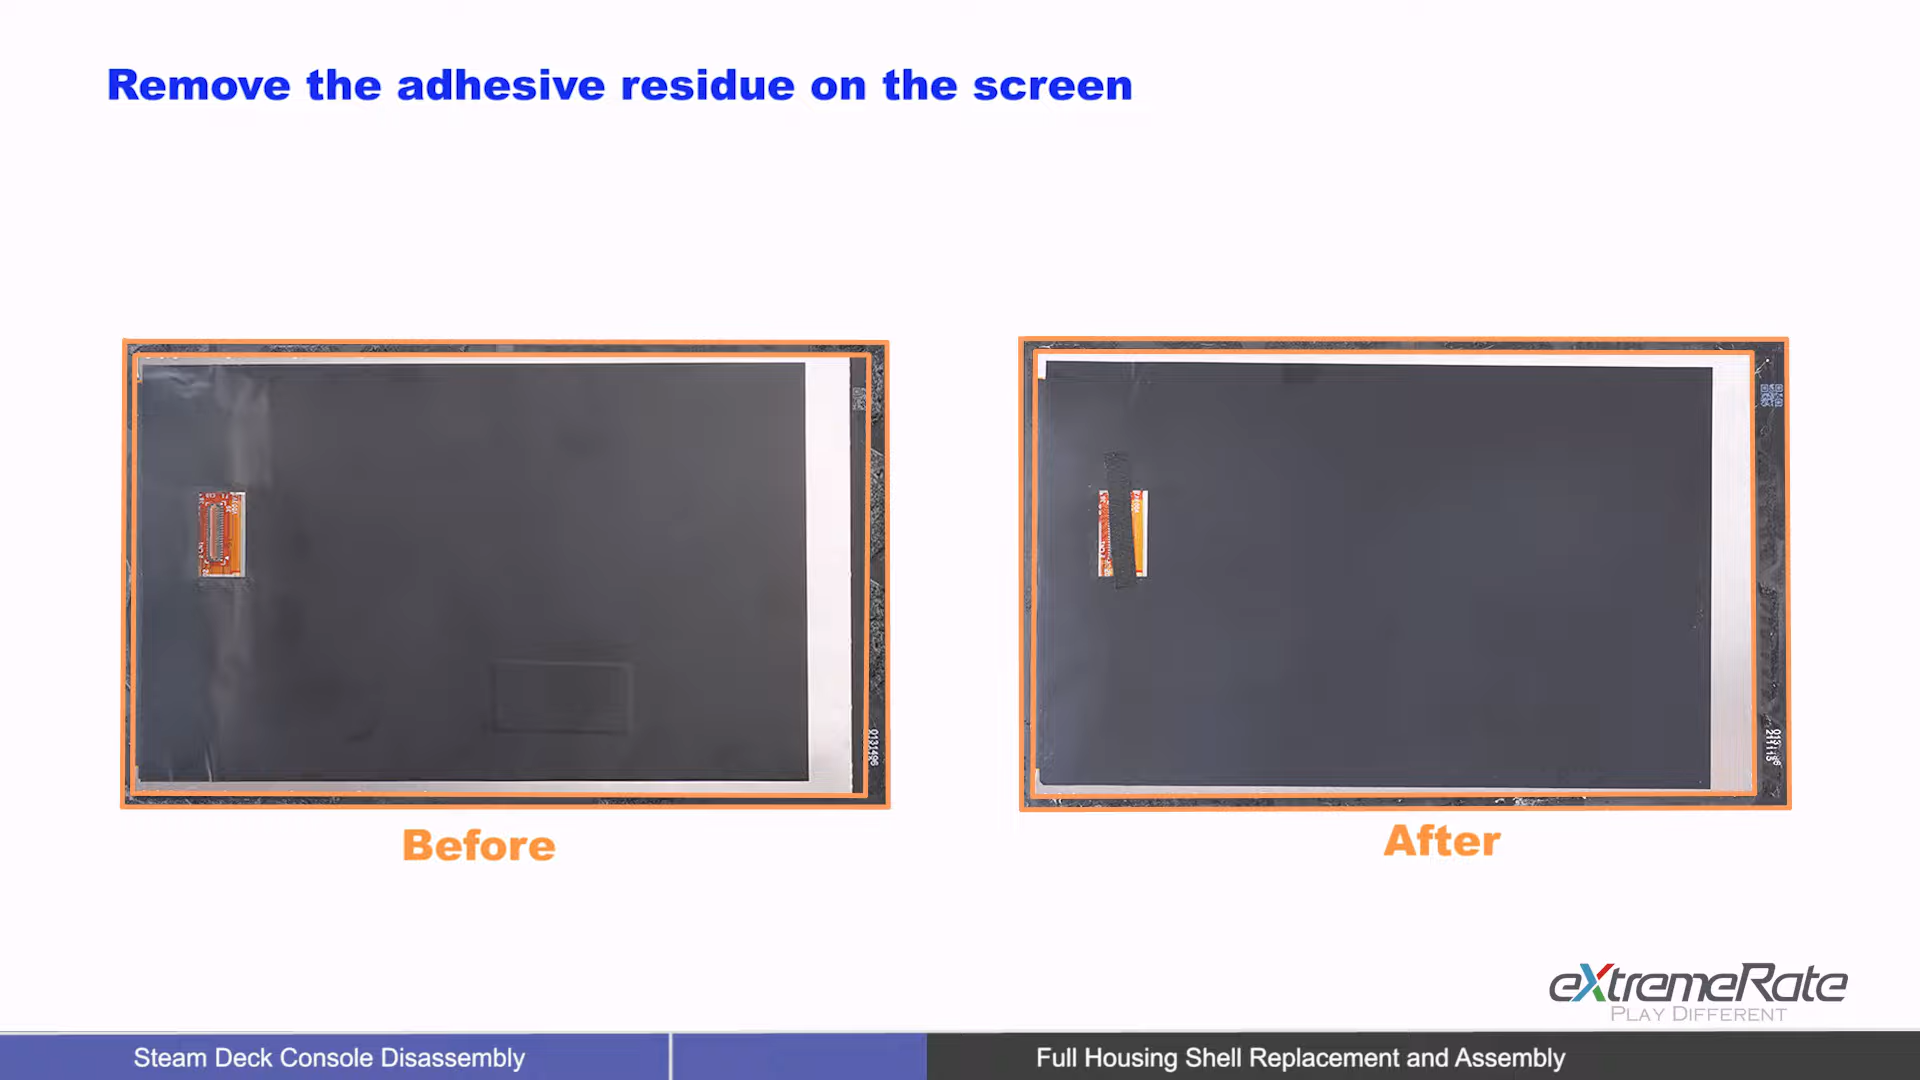 Remove the adhesive residue on the screen
Before
After
eXtremeRate
PLAY DIFFERENT
Steam Deck Console Disassembly
Full Housing Shell Replacement and Assembly